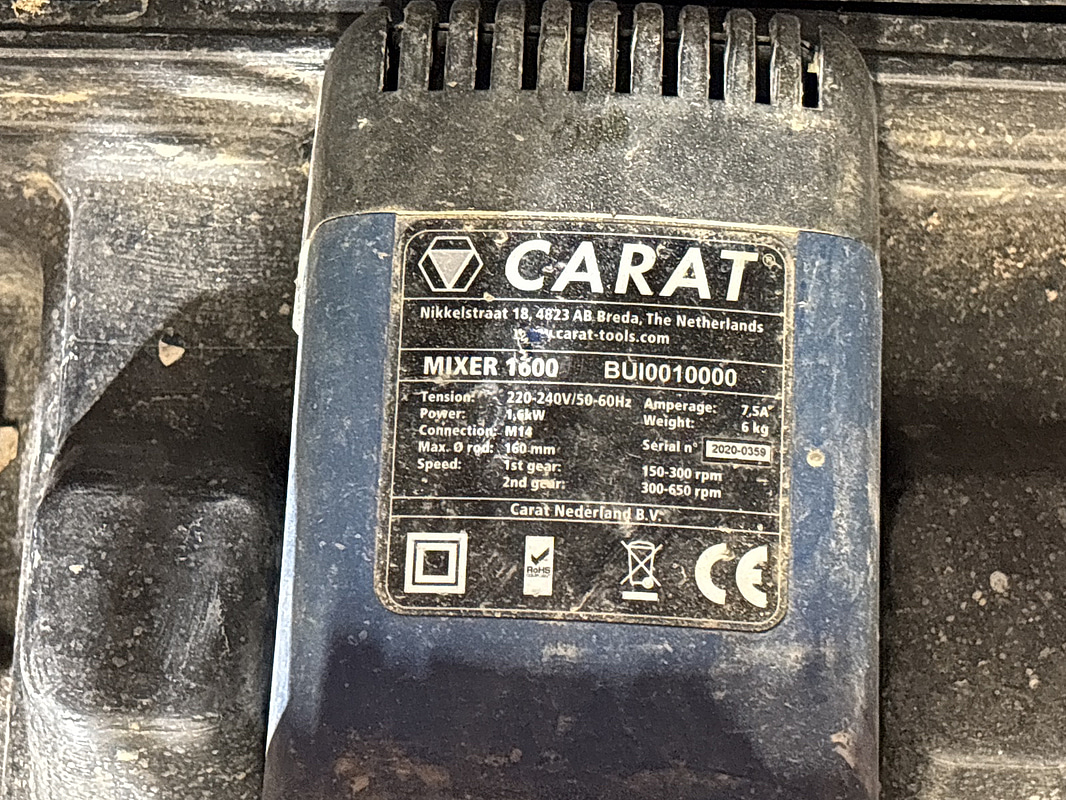 CARAT®
Nikkelstraat 18, 4823 AB Breda, The Netherlands
www.carat-tools.com
MIXER 1600 BUI0010000
Tension: 220-240V/50-60Hz Amperage: 7,5A
Power: 1,6kW Weight: 6 kg
Connection: M14
Max. Ø rod: 160 mm Serial n° 2020-0359
Speed: 1st gear: 150-300 rpm
2nd gear: 300-650 rpm
Carat Nederland B.V.
RoHS
CE